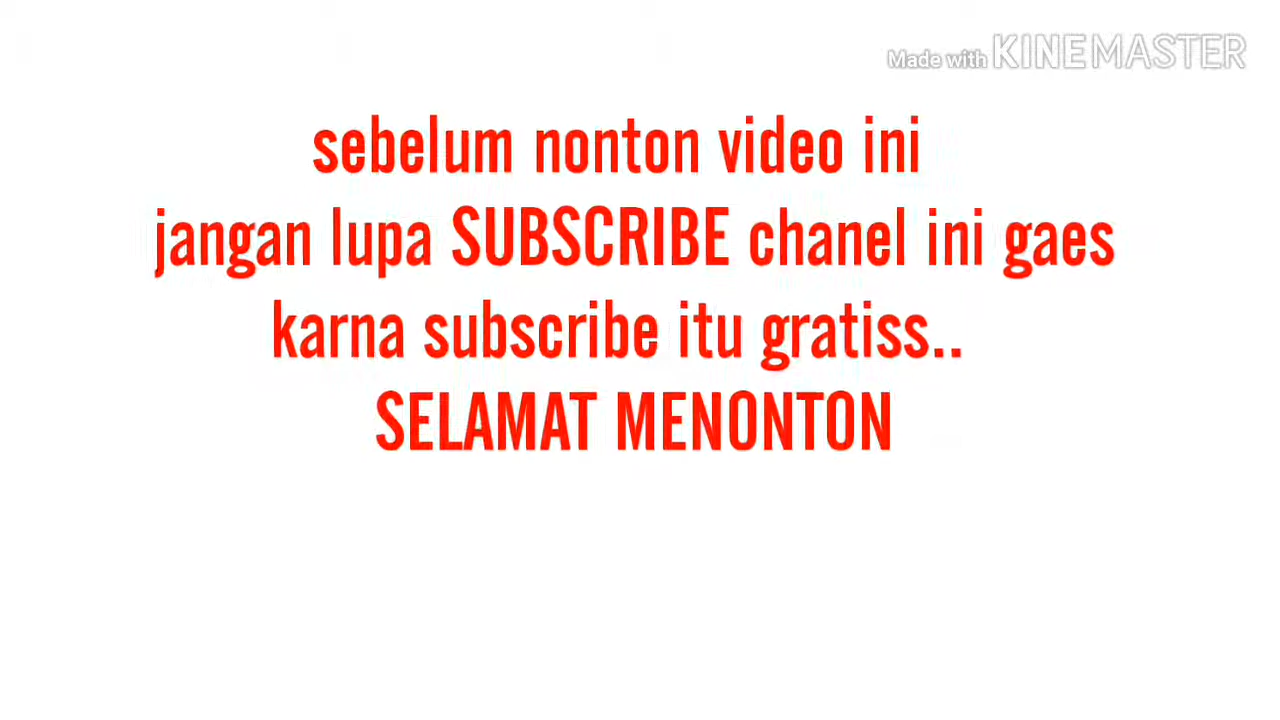 Made with KINEMASTER
sebelum nonton video ini
jangan lupa SUBSCRIBE chanel ini gaes
karna subscribe itu gratiss..
SELAMAT MENONTON